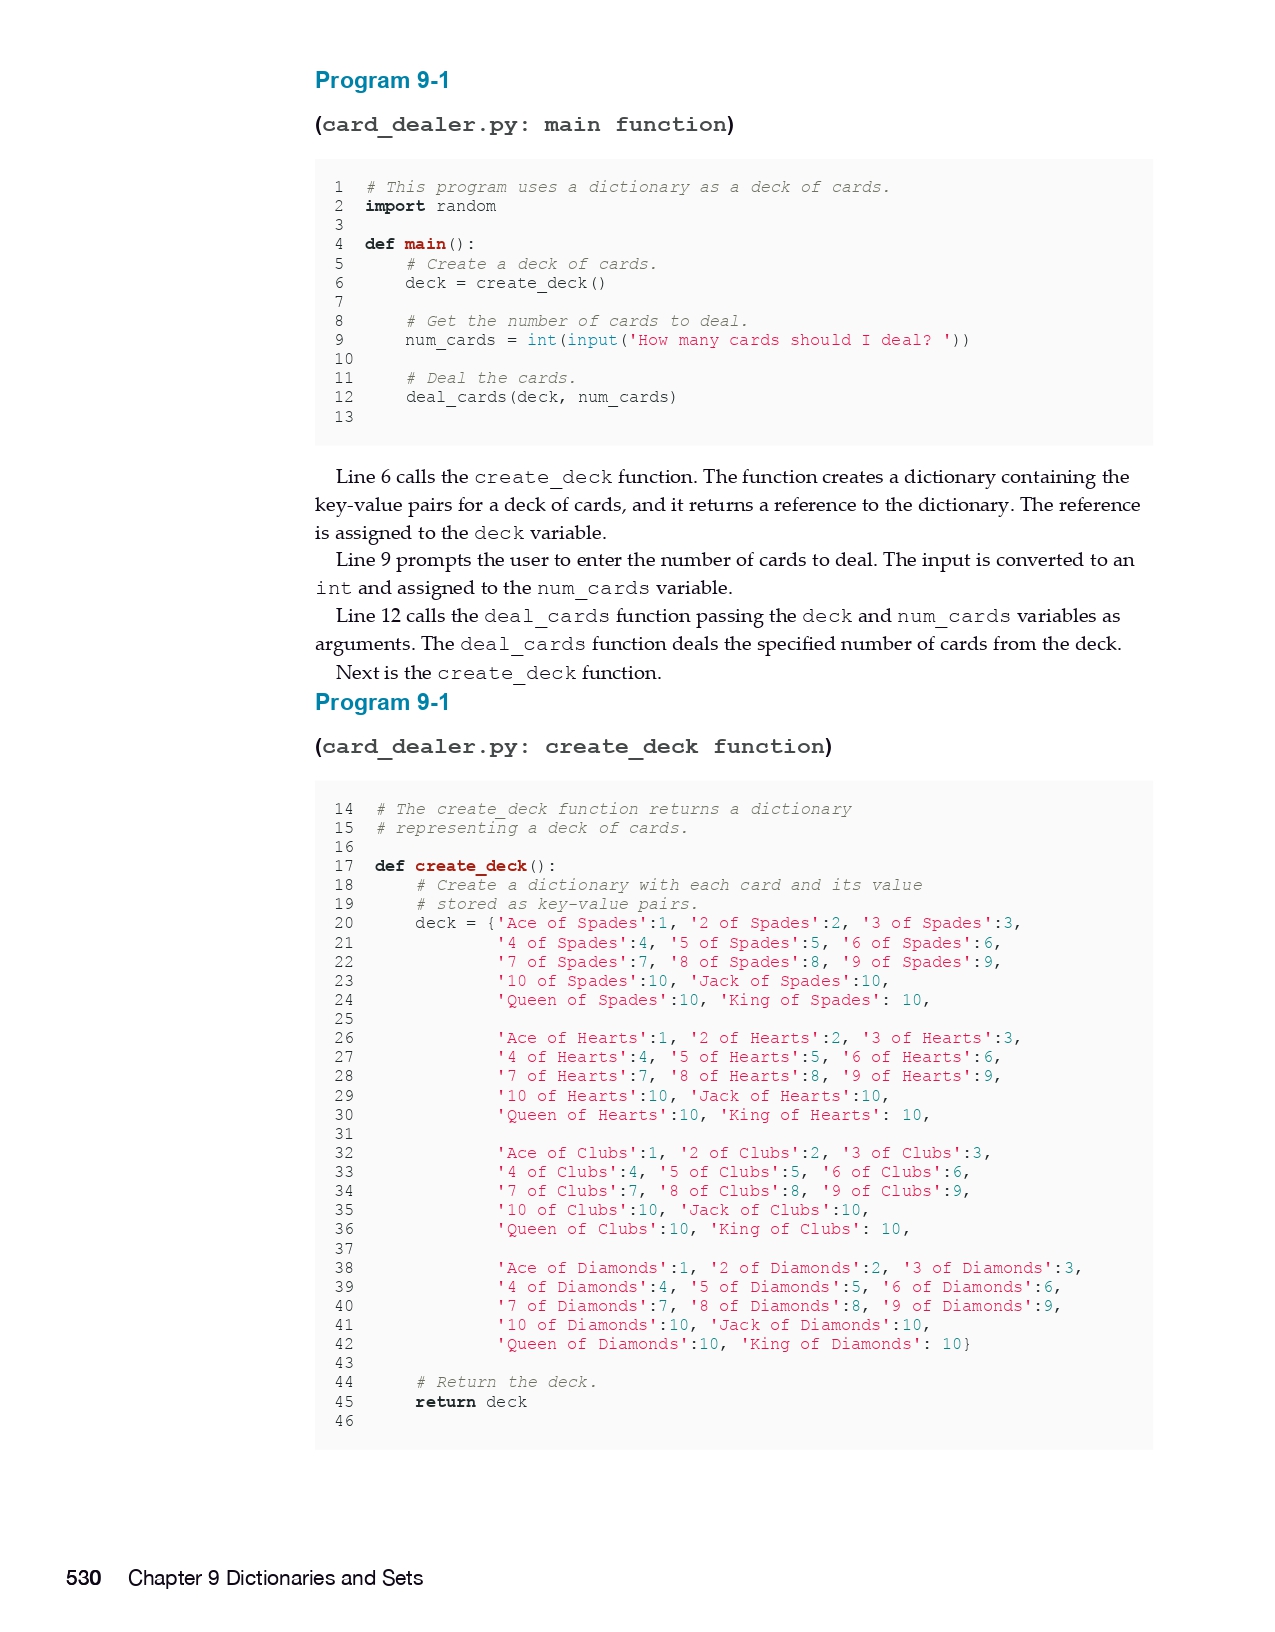 Program 9-1
(card_dealer.py: main function)
1 # This program uses a dictionary as a deck of cards.
2 import random
3
4 def main():
5     # Create a deck of cards.
6     deck = create_deck()
7
8     # Get the number of cards to deal.
9     num_cards = int(input('How many cards should I deal? '))
10
11     # Deal the cards.
12     deal_cards(deck, num_cards)
13
Line 6 calls the create_deck function. The function creates a dictionary containing the
key-value pairs for a deck of cards, and it returns a reference to the dictionary. The reference
is assigned to the deck variable.
Line 9 prompts the user to enter the number of cards to deal. The input is converted to an
int and assigned to the num_cards variable.
Line 12 calls the deal_cards function passing the deck and num_cards variables as
arguments. The deal_cards function deals the specified number of cards from the deck.
Next is the create_deck function.
Program 9-1
(card_dealer.py: create_deck function)
14 # The create_deck function returns a dictionary
15 # representing a deck of cards.
16
17 def create_deck():
18     # Create a dictionary with each card and its value
19     # stored as key-value pairs.
20     deck = {'Ace of Spades':1, '2 of Spades':2, '3 of Spades':3,
21             '4 of Spades':4, '5 of Spades':5, '6 of Spades':6,
22             '7 of Spades':7, '8 of Spades':8, '9 of Spades':9,
23             '10 of Spades':10, 'Jack of Spades':10,
24             'Queen of Spades':10, 'King of Spades': 10,
25
26             'Ace of Hearts':1, '2 of Hearts':2, '3 of Hearts':3,
27             '4 of Hearts':4, '5 of Hearts':5, '6 of Hearts':6,
28             '7 of Hearts':7, '8 of Hearts':8, '9 of Hearts':9,
29             '10 of Hearts':10, 'Jack of Hearts':10,
30             'Queen of Hearts':10, 'King of Hearts': 10,
31
32             'Ace of Clubs':1, '2 of Clubs':2, '3 of Clubs':3,
33             '4 of Clubs':4, '5 of Clubs':5, '6 of Clubs':6,
34             '7 of Clubs':7, '8 of Clubs':8, '9 of Clubs':9,
35             '10 of Clubs':10, 'Jack of Clubs':10,
36             'Queen of Clubs':10, 'King of Clubs': 10,
37
38             'Ace of Diamonds':1, '2 of Diamonds':2, '3 of Diamonds':3,
39             '4 of Diamonds':4, '5 of Diamonds':5, '6 of Diamonds':6,
40             '7 of Diamonds':7, '8 of Diamonds':8, '9 of Diamonds':9,
41             '10 of Diamonds':10, 'Jack of Diamonds':10,
42             'Queen of Diamonds':10, 'King of Diamonds': 10}
43
44     # Return the deck.
45     return deck
46
530 Chapter 9 Dictionaries and Sets